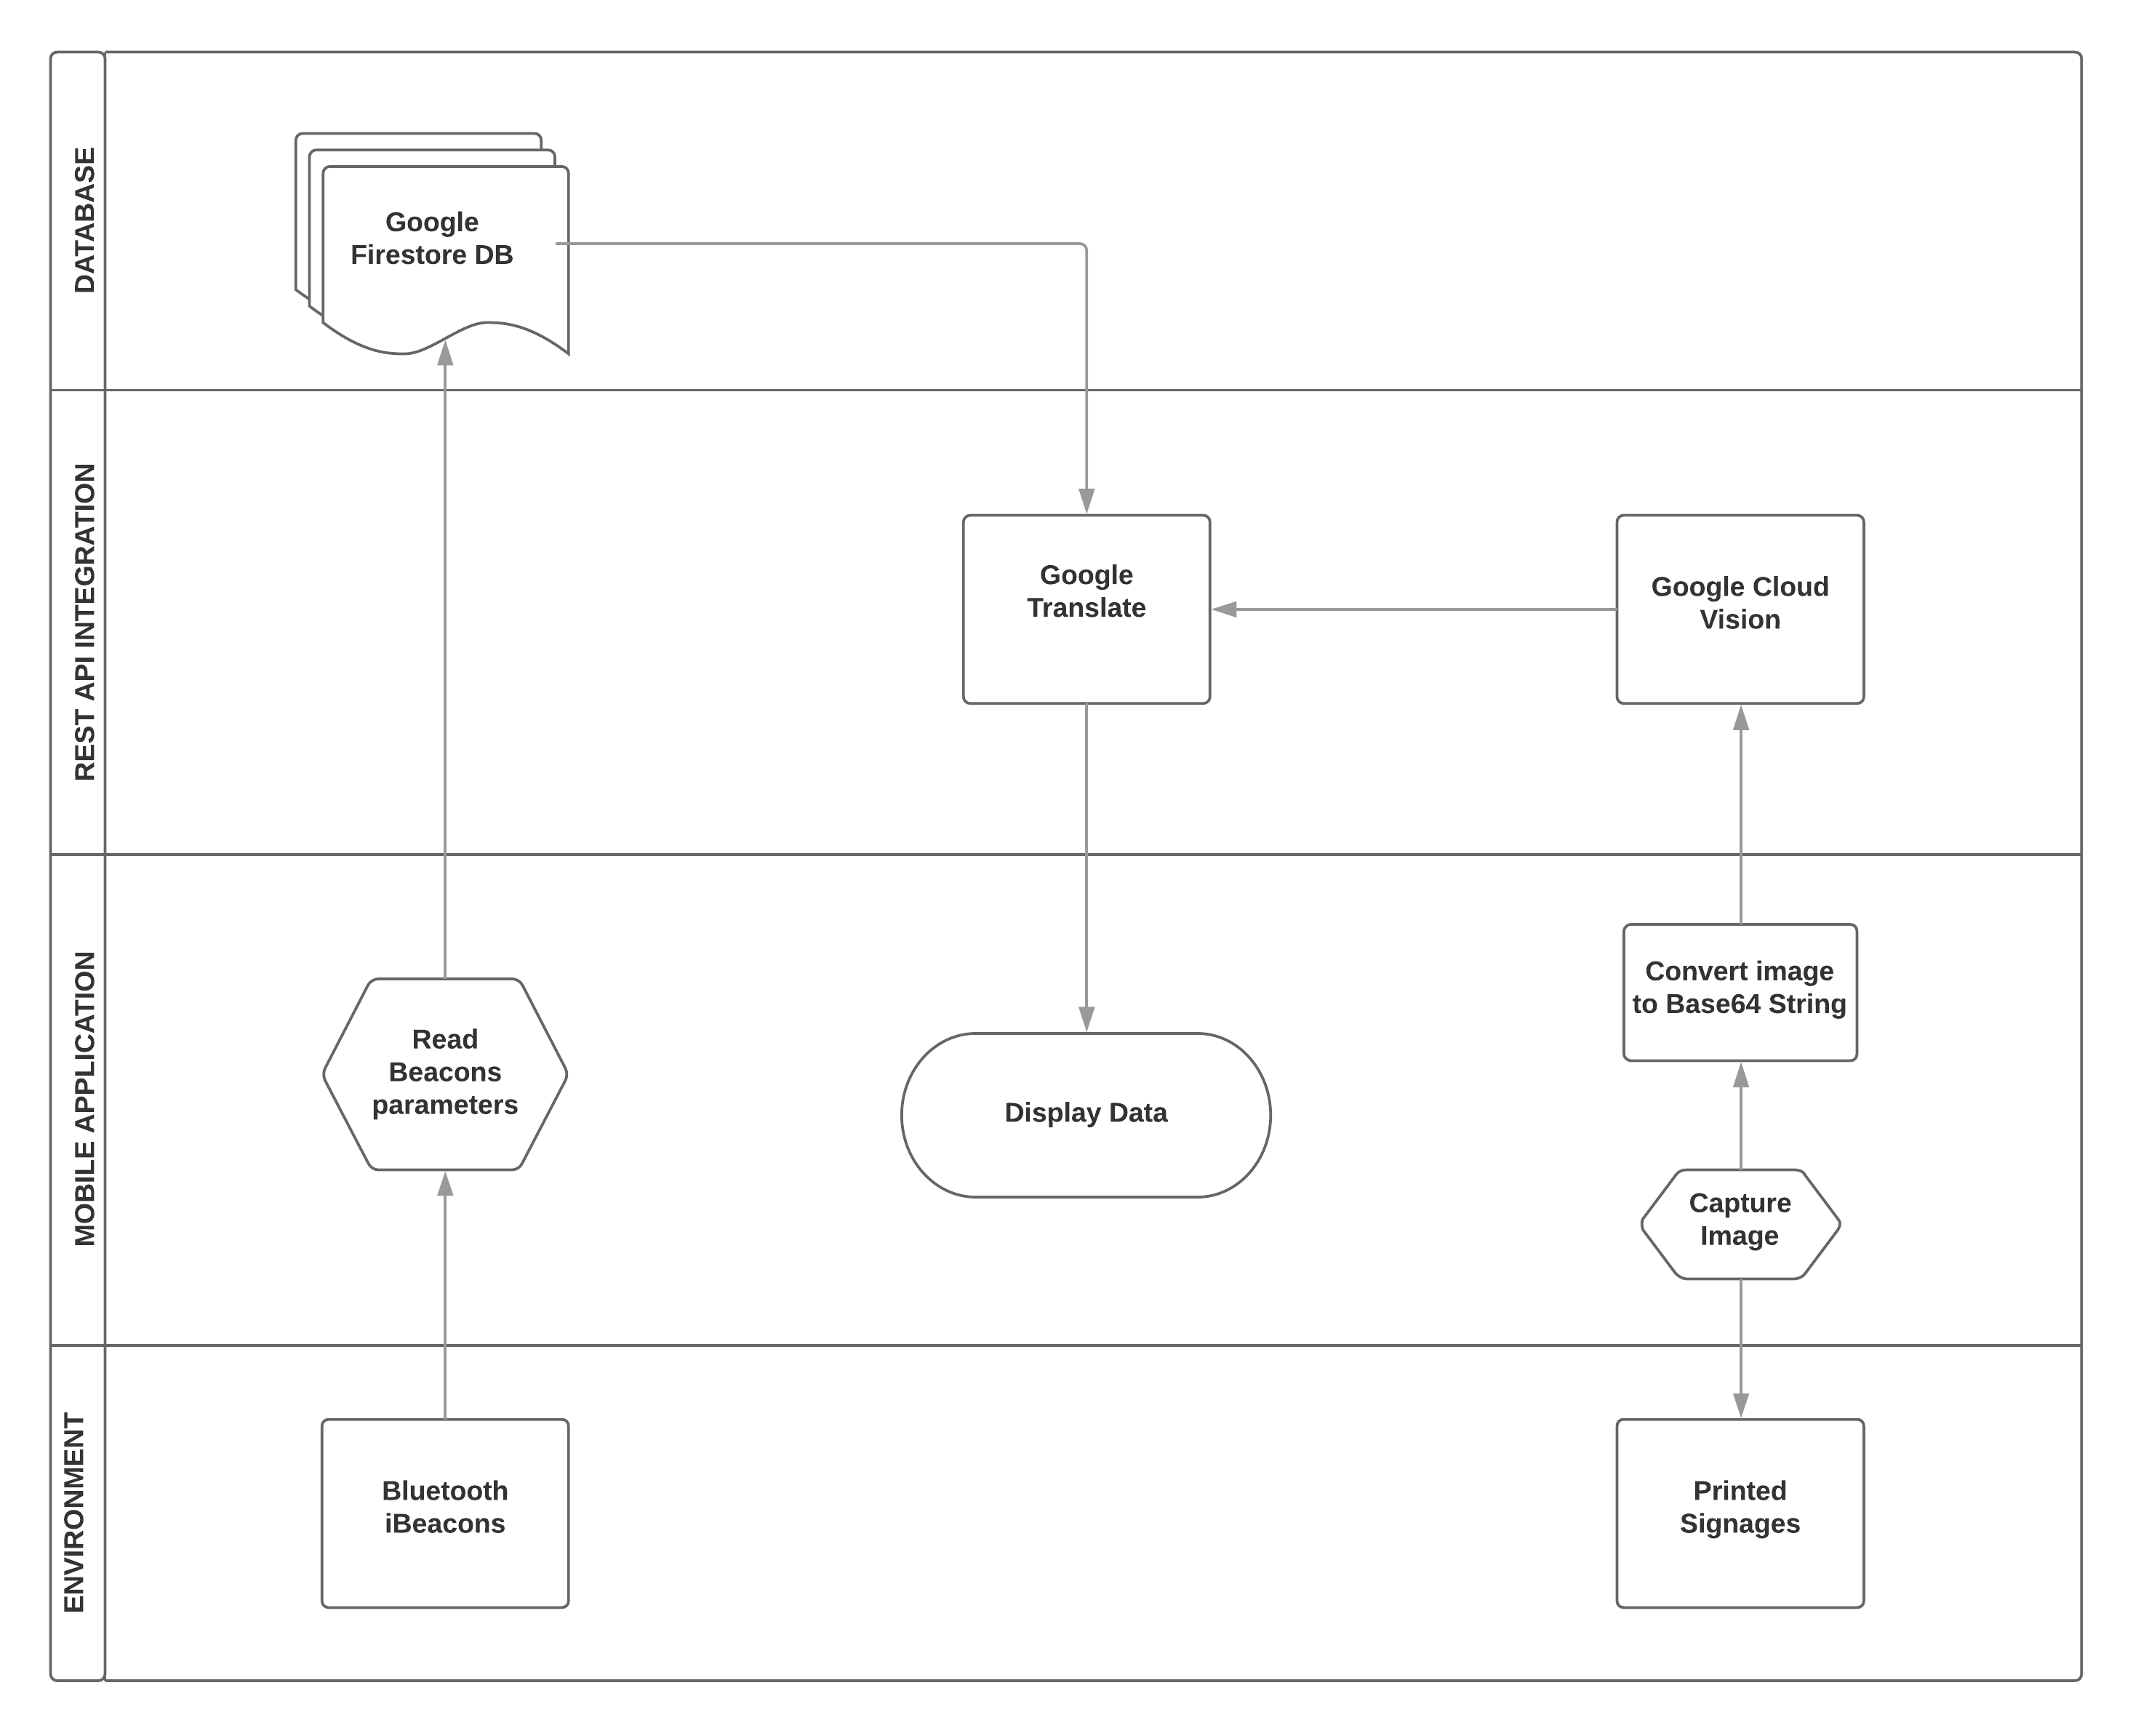 DATABASE
Google
Firestore DB
REST API INTEGRATION
Google
Translate
Google Cloud
Vision
MOBILE APPLICATION
Read
Beacons
parameters
Display Data
Convert image
to Base64 String
Capture
Image
ENVIRONMENT
Bluetooth
iBeacons
Printed
Signages